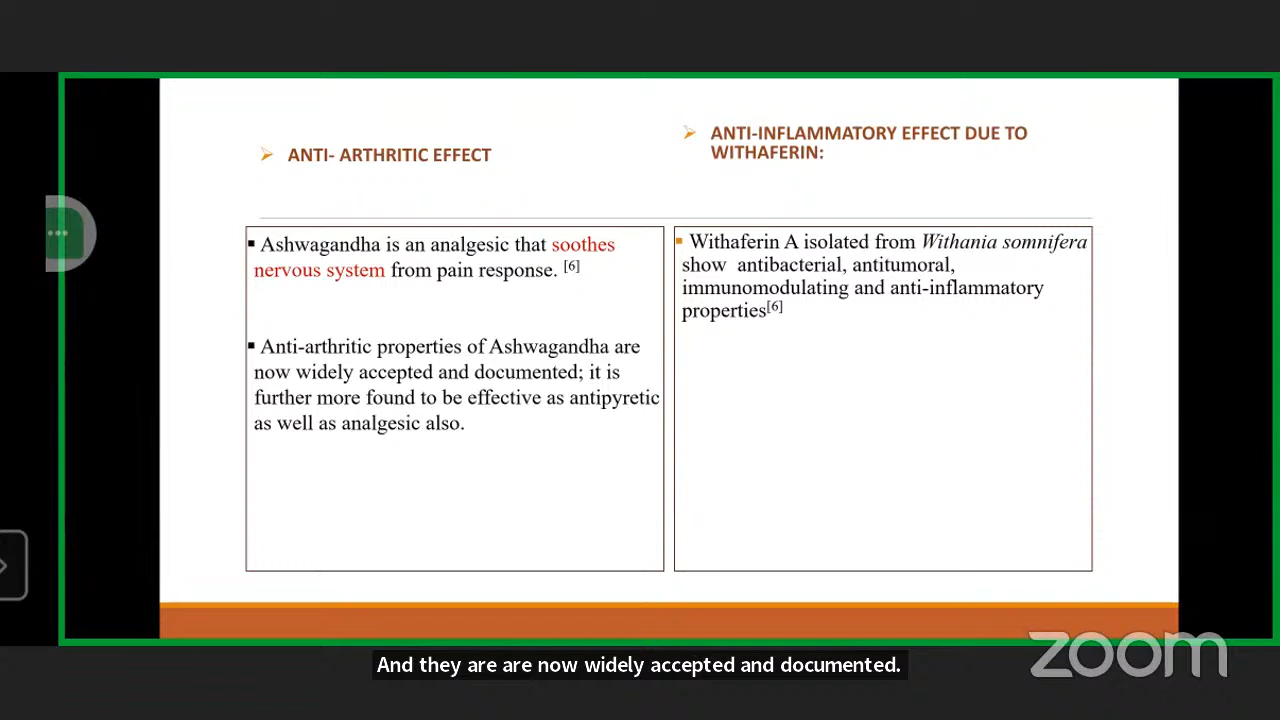 ANTI- ARTHRITIC EFFECT
ANTI-INFLAMMATORY EFFECT DUE TO
WITHAFERIN:
Ashwagandha is an analgesic that soothes
nervous system from pain response. [6]
Anti-arthritic properties of Ashwagandha are
now widely accepted and documented; it is
further more found to be effective as antipyretic
as well as analgesic also.
Withaferin A isolated from Withania somnifera
show antibacterial, antitumoral,
immunomodulating and anti-inflammatory
properties[6]
And they are are now widely accepted and documented.
zoom